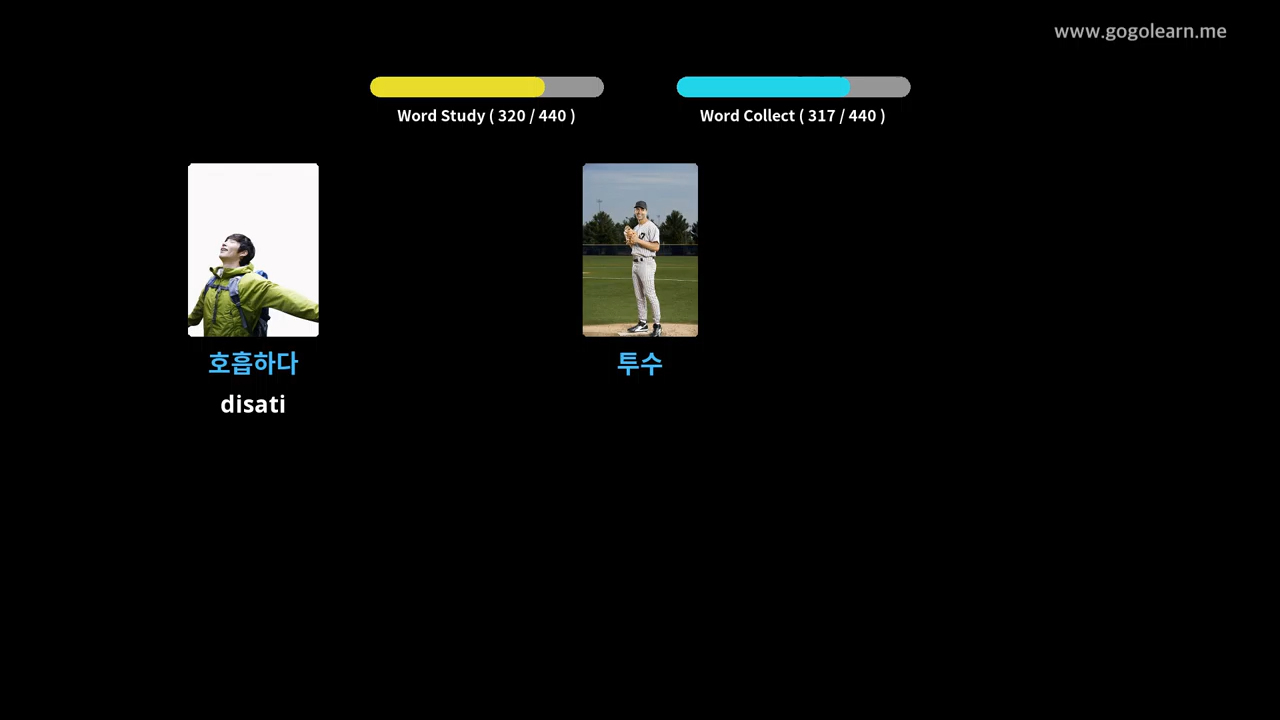 www.gogolearn.me
Word Study ( 320 / 440 )
Word Collect ( 317 / 440 )
호흡하다
투수
disati